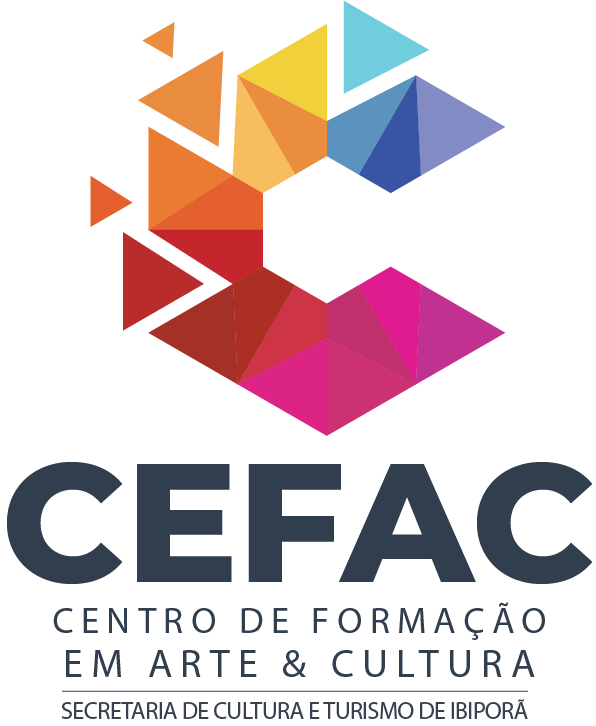 CEFAC
CENTRO DE FORMAÇÃO
EM ARTE & CULTURA
SECRETARIA DE CULTURA E TURISMO DE IBIPORÃ